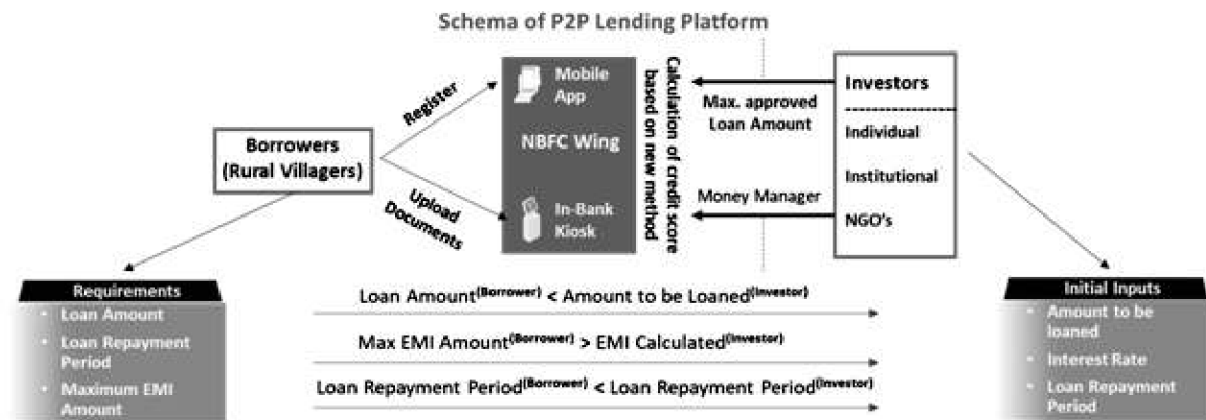 Schema of P2P Lending Platform
Borrowers
(Rural Villagers)
Register
Upload
Documents
Mobile
App
NBFC Wing
In-Bank
Kiosk
Calculation of credit score
based on new method
Max. approved
Loan Amount
Money Manager
Investors
Individual
Institutional
NGO's
Requirements
• Loan Amount
• Loan Repayment
Period
• Maximum EMI
Amount
Loan Amount(Borrower) < Amount to be Loaned(Investor)
Max EMI Amount(Borrower) > EMI Calculated(Investor)
Loan Repayment Period(Borrower) < Loan Repayment Period(Investor)
Initial Inputs
• Amount to be
loaned
• Interest Rate
• Loan Repayment
Period